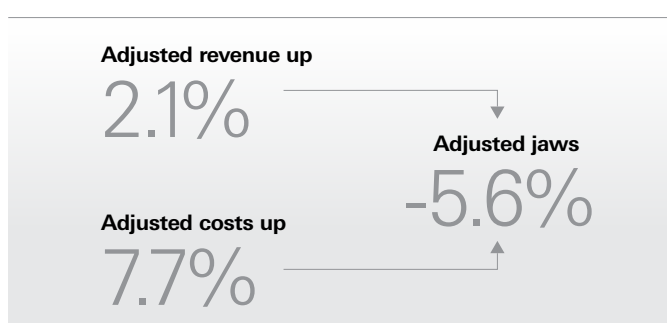 Adjusted revenue up
2.1%
Adjusted jaws
-5.6%
Adjusted costs up
7.7%